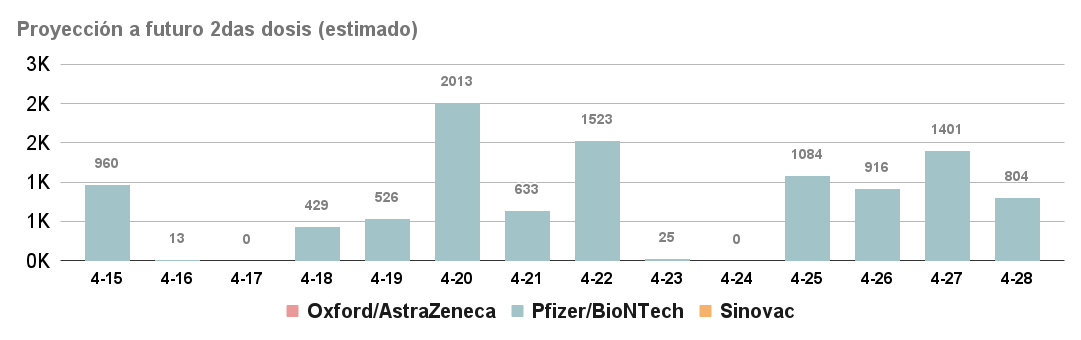 Proyección a futuro 2das dosis (estimado)
3K
2K
2K
1K
1K
0K
960
13
0
429
526
2013
633
1523
25
0
1084
916
1401
804
4-15 4-16 4-17 4-18 4-19 4-20 4-21 4-22 4-23 4-24 4-25 4-26 4-27 4-28
Oxford/AstraZeneca Pfizer/BioNTech Sinovac